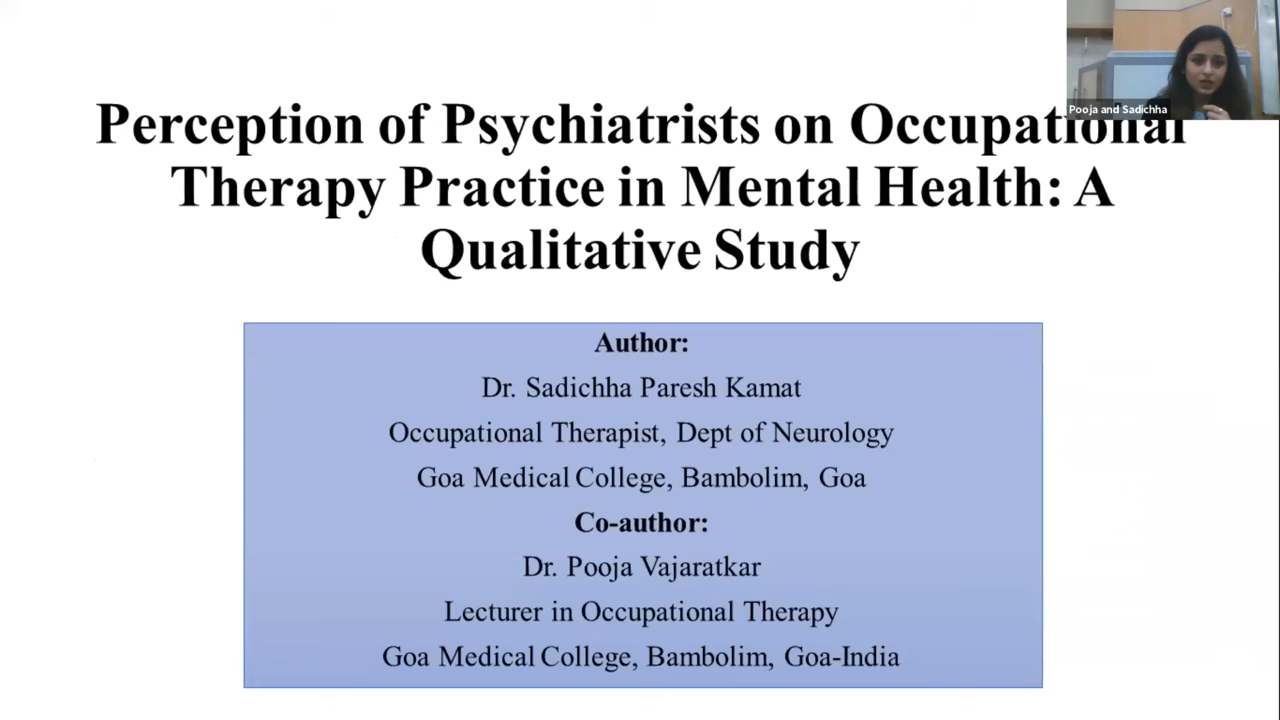 Pooja and Sadichha
Perception of Psychiatrists on Occupational
Therapy Practice in Mental Health: A
Qualitative Study
Author:
Dr. Sadichha Paresh Kamat
Occupational Therapist, Dept of Neurology
Goa Medical College, Bambolim, Goa
Co-author:
Dr. Pooja Vajaratkar
Lecturer in Occupational Therapy
Goa Medical College, Bambolim, Goa-India